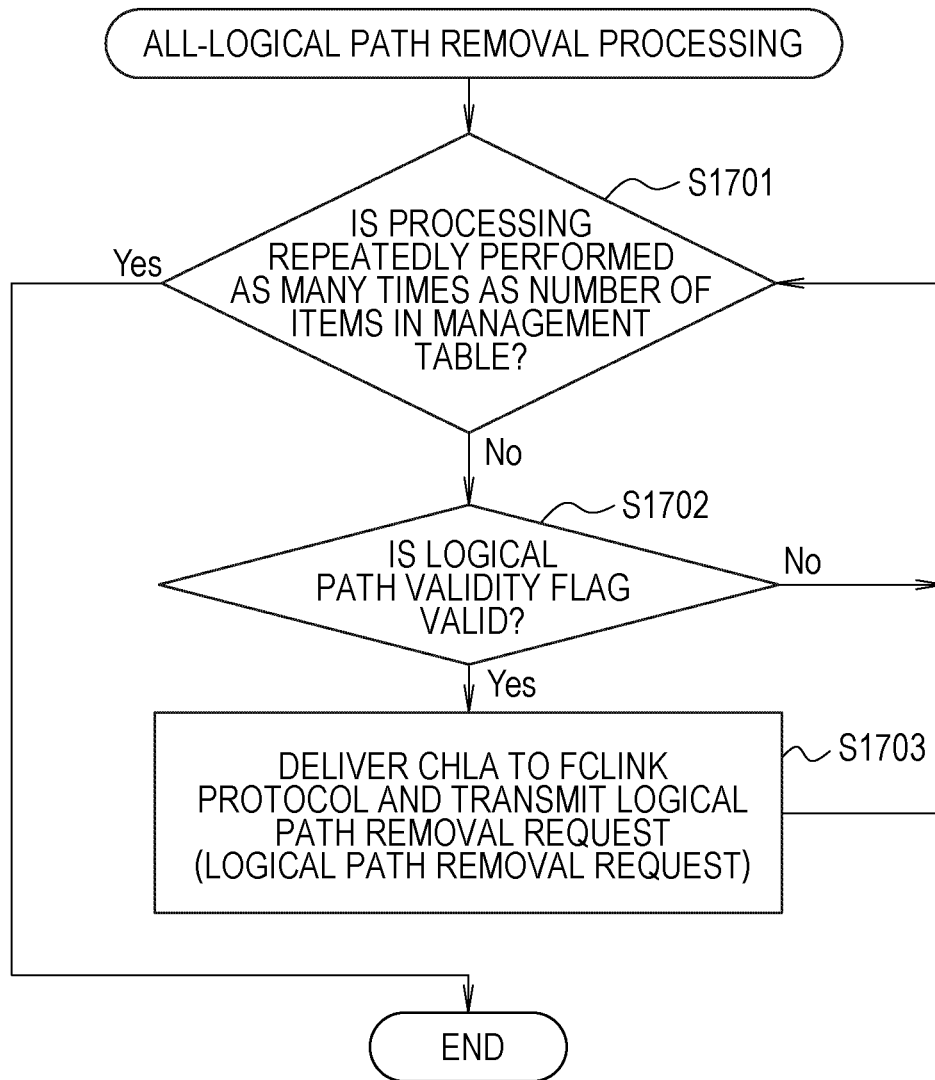 ALL-LOGICAL PATH REMOVAL PROCESSING
S1701
IS PROCESSING
REPEATEDLY PERFORMED
AS MANY TIMES AS NUMBER OF
ITEMS IN MANAGEMENT
TABLE?
Yes
No
S1702
IS LOGICAL
PATH VALIDITY FLAG
VALID?
No
Yes
S1703
DELIVER CHLA TO FCLINK
PROTOCOL AND TRANSMIT LOGICAL
PATH REMOVAL REQUEST
(LOGICAL PATH REMOVAL REQUEST)
END